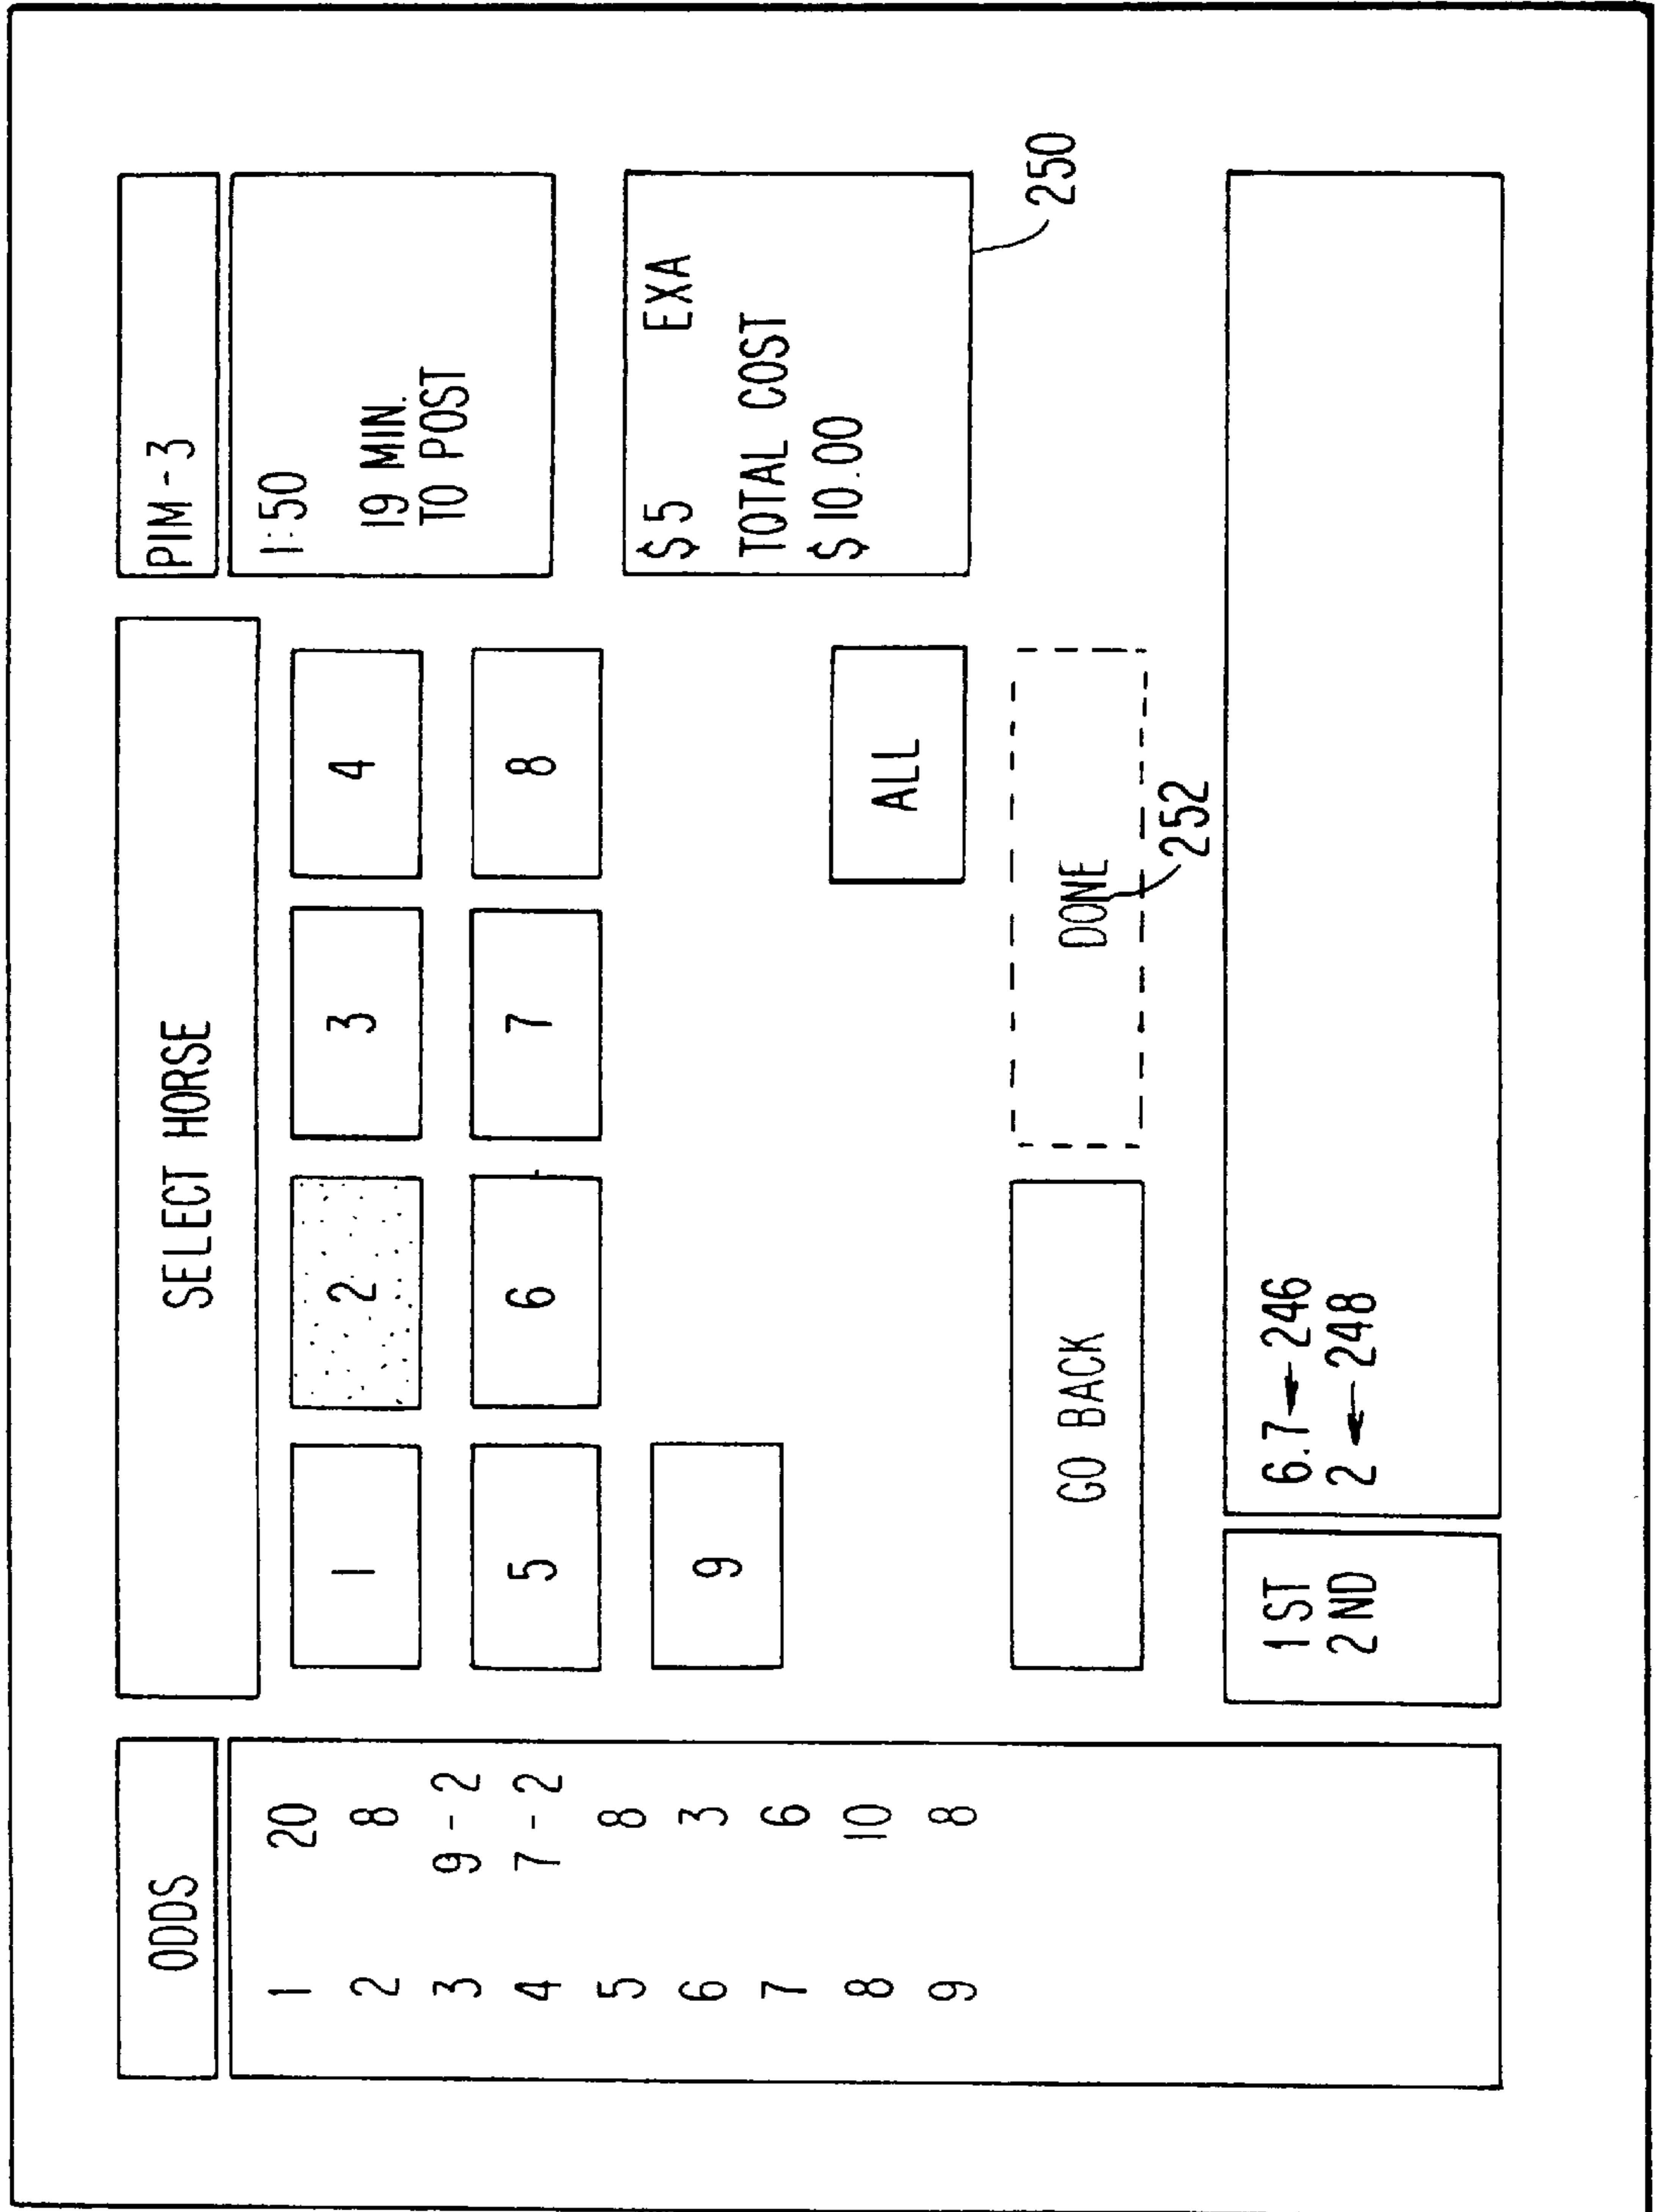 ODDS
1 20
2 8
3 9-2
4 7-2
5 8
6 3
7 6
8 10
9 8
SELECT HORSE
1 2 3 4
5 6 7 8
9
ALL
GO BACK DONE
252
PIM-3
1:50
19 MIN.
TO POST
$5 EXA
TOTAL COST
$10.00
250
1ST 6.7 246
2ND 2 248